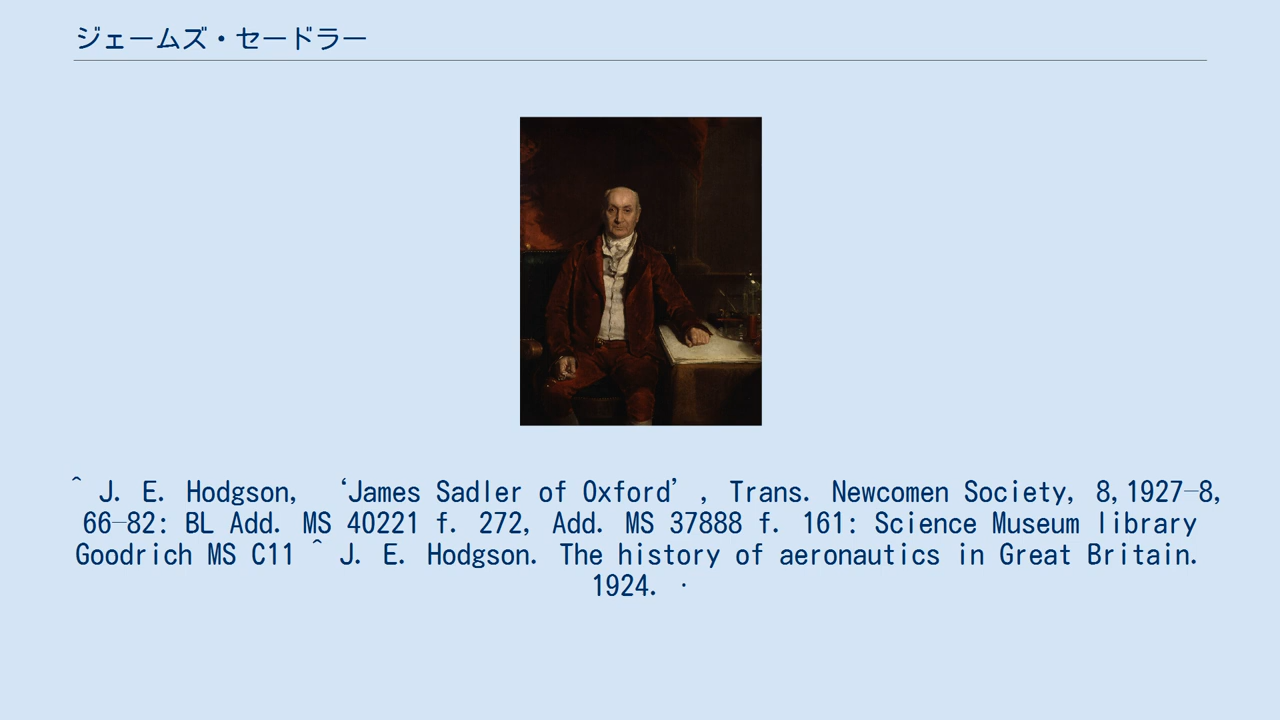 ジェームズ・セードラー
^ J. E. Hodgson, ‘James Sadler of Oxford’, Trans. Newcomen Society, 8,1927–8,
66–82: BL Add. MS 40221 f. 272, Add. MS 37888 f. 161: Science Museum library
Goodrich MS C11 ^ J. E. Hodgson. The history of aeronautics in Great Britain.
1924. ·